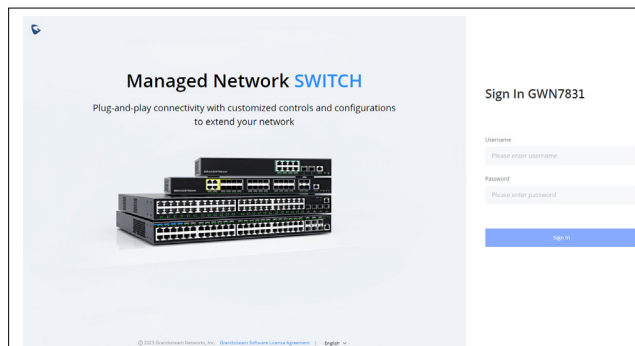 Managed Network SWITCH
Plug-and-play connectivity with customized controls and configurations
to extend your network
Sign In GWN7831
Username
Please enter username
Password
Please enter password
Sign In
© 2023 Grandstream Networks, Inc. Grandstream Software License Agreement | English